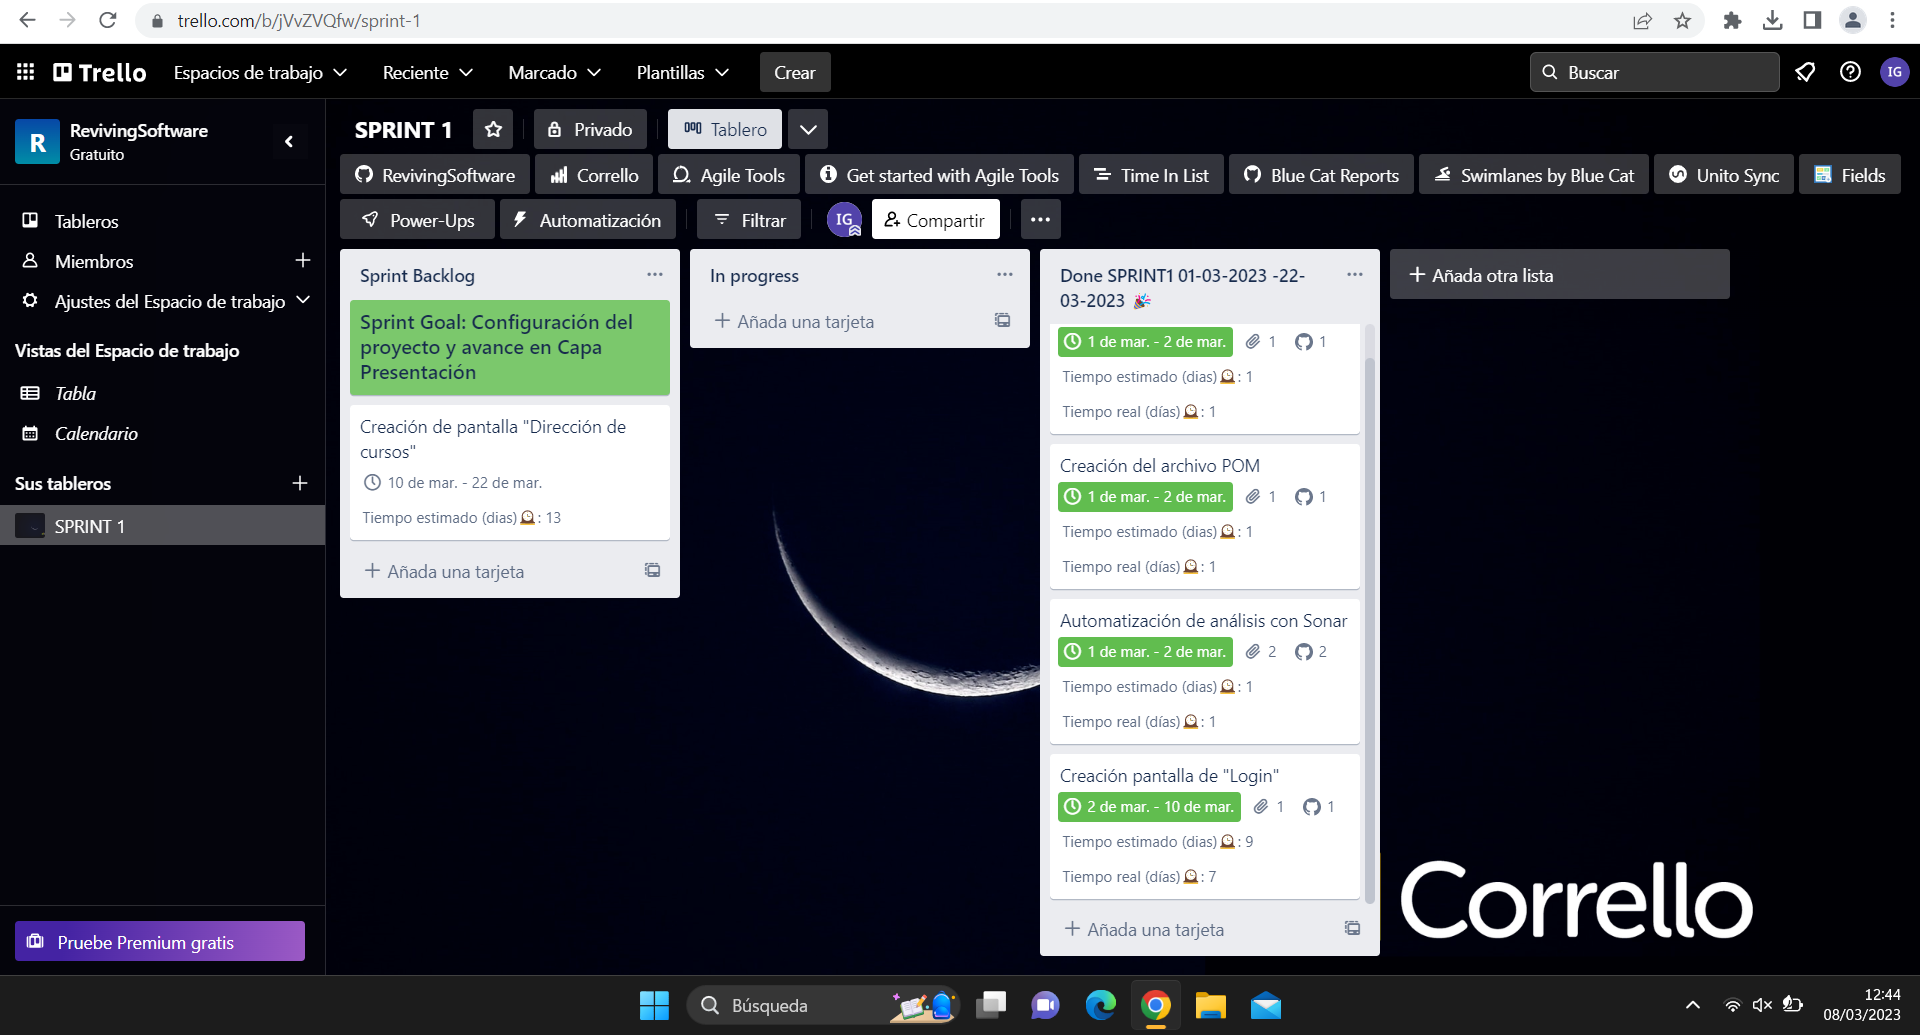 trello.com/b/jVvZVQfw/sprint-1
Trello
Espacios de trabajo
Reciente
Marcado
Plantillas
Crear
Buscar
IG
R
RevivingSoftware
Gratuito
SPRINT 1
Privado
Tablero
RevivingSoftware
Corrello
Agile Tools
Get started with Agile Tools
Time In List
Blue Cat Reports
Swimlanes by Blue Cat
Unito Sync
Fields
Power-Ups
Automatización
Filtrar
IG
Compartir
Tableros
Miembros
Ajustes del Espacio de trabajo
Vistas del Espacio de trabajo
Tabla
Calendario
Sus tableros
SPRINT 1
Pruebe Premium gratis
Sprint Backlog
Sprint Goal: Configuración del
proyecto y avance en Capa
Presentación
Creación de pantalla "Dirección de
cursos"
10 de mar. - 22 de mar.
Tiempo estimado (dias)🕰: 13
+ Añada una tarjeta
In progress
+ Añada una tarjeta
Done SPRINT1 01-03-2023 -22-
03-2023 🎉
1 de mar. - 2 de mar. 1 1
Tiempo estimado (dias)🕰: 1
Tiempo real (días)🕰: 1
Creación del archivo POM
1 de mar. - 2 de mar. 1 1
Tiempo estimado (dias)🕰: 1
Tiempo real (días)🕰: 1
Automatización de análisis con Sonar
1 de mar. - 2 de mar. 2 2
Tiempo estimado (dias)🕰: 1
Tiempo real (días)🕰: 1
Creación pantalla de "Login"
2 de mar. - 10 de mar. 1 1
Tiempo estimado (dias)🕰: 9
Tiempo real (días)🕰: 7
+ Añada una tarjeta
+ Añada otra lista
Corrello
Búsqueda
12:44
08/03/2023